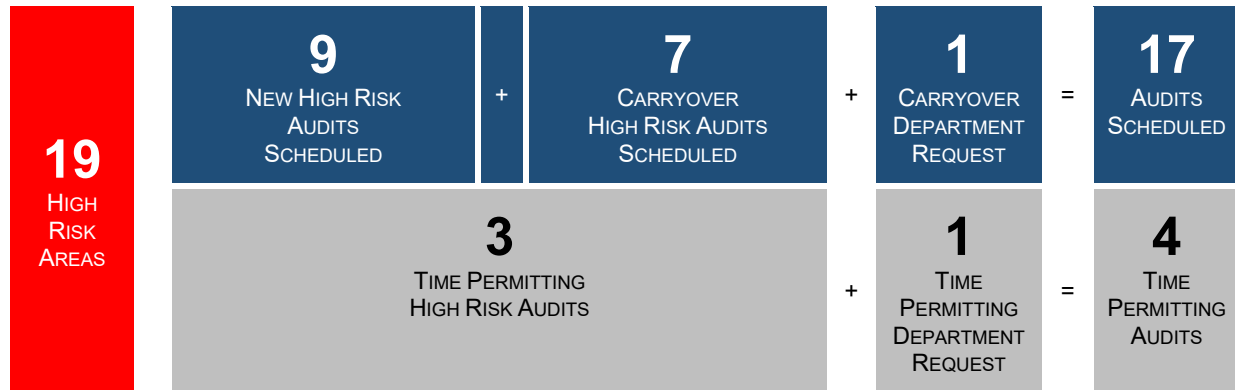 19
High
Risk
Areas
9
New High Risk
Audits
Scheduled
+
7
Carryover
High Risk Audits
Scheduled
+
1
Carryover
Department
Request
=
17
Audits
Scheduled
3
Time Permitting
High Risk Audits
+
1
Time
Permitting
Department
Request
=
4
Time
Permitting
Audits